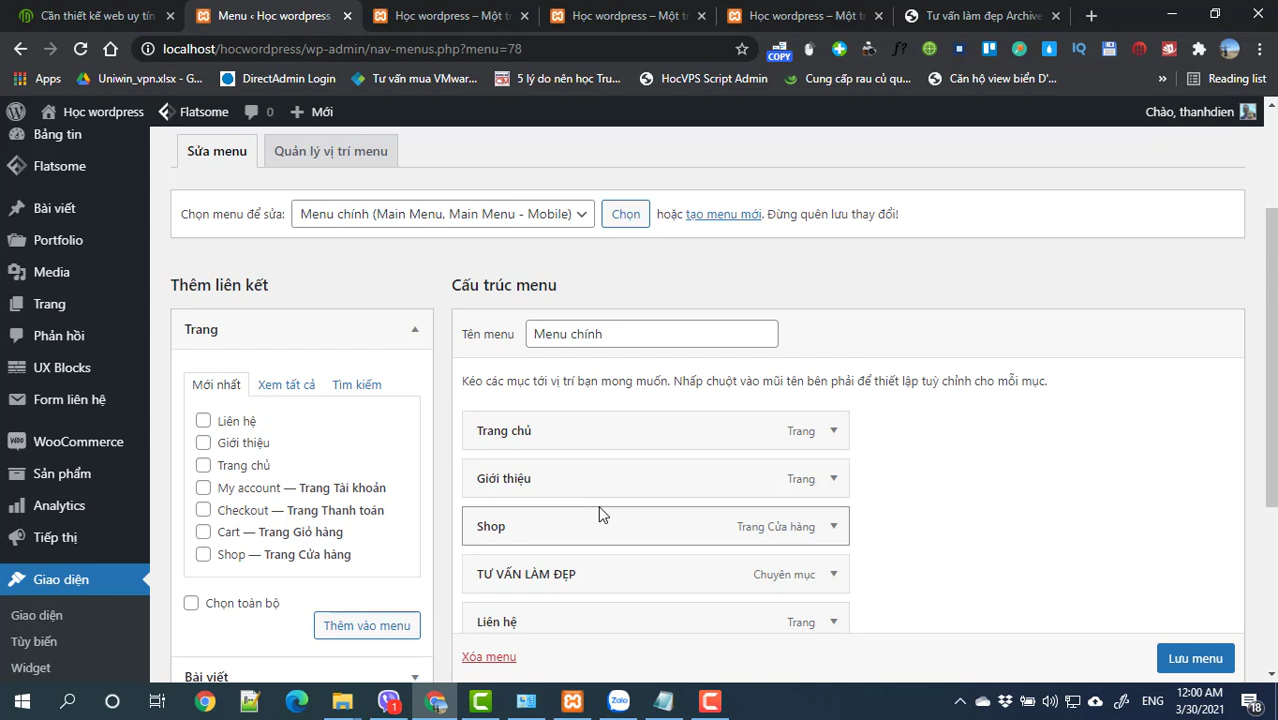 Cần thiết kế web uy tín
Menu ‹ Học wordpress
Học wordpress – Một t
Học wordpress – Một t
Học wordpress – Một t
Tư vấn làm đẹp Archive
localhost/hocwordpress/wp-admin/nav-menus.php?menu=78
COPY
f?
IQ
Apps
Uniwin_vpn.xlsx - G...
DirectAdmin Login
Tư vấn mua VMwar...
5 lý do nên học Tru...
HocVPS Script Admin
Cung cấp rau củ qu...
Căn hộ view biển D'...
»
Reading list
Học wordpress
Flatsome
0
Mới
Chào, thanhdien
Bảng tin
Flatsome
Bài viết
Portfolio
Media
Trang
Phản hồi
UX Blocks
Form liên hệ
WooCommerce
Sản phẩm
Analytics
Tiếp thị
Giao diện
Giao diện
Tùy biến
Widget
Sửa menu
Quản lý vị trí menu
Chọn menu để sửa:
Menu chính (Main Menu, Main Menu - Mobile)
Chọn
hoặc tạo menu mới. Đừng quên lưu thay đổi!
Thêm liên kết
Trang
Mới nhất
Xem tất cả
Tìm kiếm
Liên hệ
Giới thiệu
Trang chủ
My account — Trang Tài khoản
Checkout — Trang Thanh toán
Cart — Trang Giỏ hàng
Shop — Trang Cửa hàng
Chọn toàn bộ
Thêm vào menu
Bài viết
Cấu trúc menu
Tên menu
Menu chính
Kéo các mục tới vị trí bạn mong muốn. Nhấp chuột vào mũi tên bên phải để thiết lập tuỳ chỉnh cho mỗi mục.
Trang chủ
Trang
Giới thiệu
Trang
Shop
Trang Cửa hàng
TƯ VẤN LÀM ĐẸP
Chuyên mục
Liên hệ
Trang
Xóa menu
Lưu menu
1
ENG
12:00 AM
3/30/2021
18